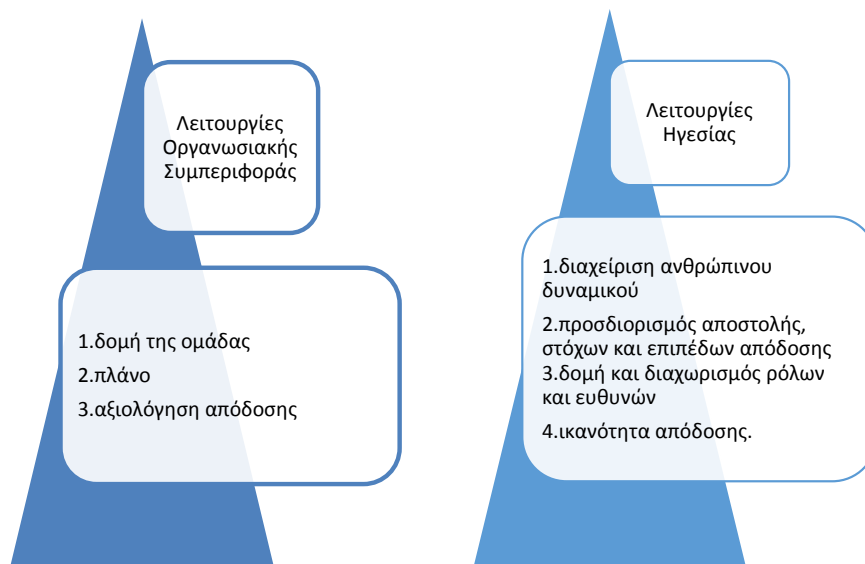 Λειτουργίες
Οργανωσιακής
Συμπεριφοράς
1.δομή της ομάδας
2.πλάνο
3.αξιολόγηση απόδοσης
Λειτουργίες
Ηγεσίας
1.διαχείριση ανθρώπινου
δυναμικού
2.προσδιορισμός αποστολής,
στόχων και επιπέδων απόδοσης
3.δομή και διαχωρισμός ρόλων
και ευθυνών
4.ικανότητα απόδοσης.